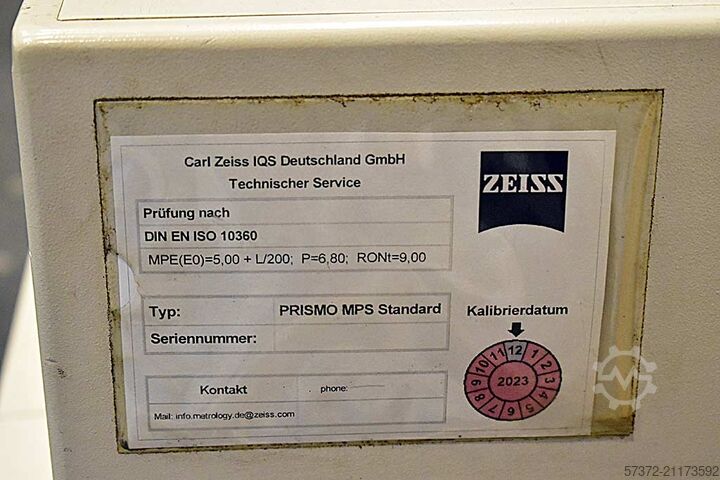 Carl Zeiss IQS Deutschland GmbH
Technischer Service
ZEISS
Prüfung nach
DIN EN ISO 10360
MPE(E0)=5,00 + L/200; P=6,80; RONt=9,00
Typ: PRISMO MPS Standard
Seriennummer:
Kalibrierdatum
12 1 2 3 4 5 6 7 8 9 10 11
2023
Kontakt phone:
Mail: info.metrology.de@zeiss.com
57372-21173592